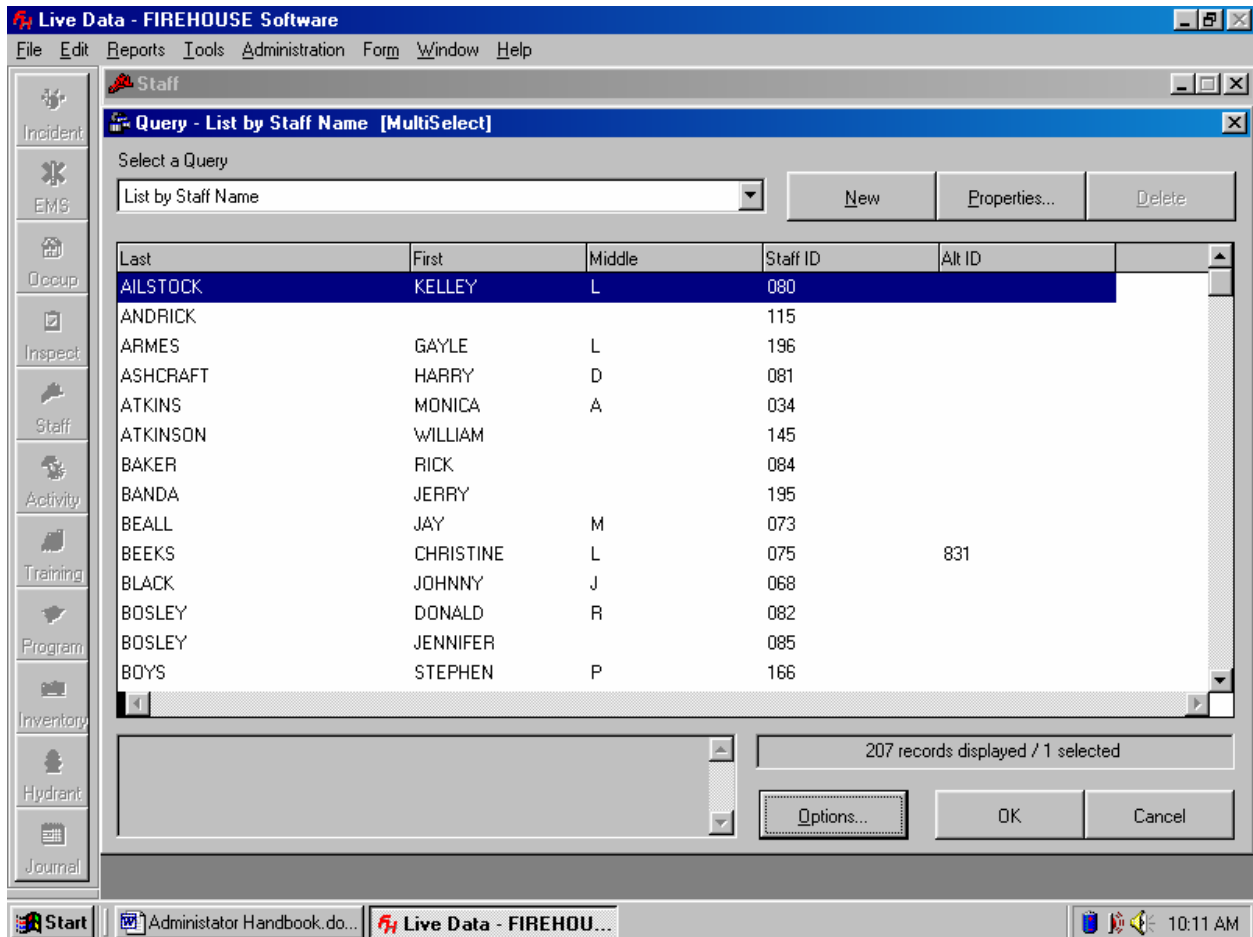 Live Data - FIREHOUSE Software
File Edit Reports Tools Administration Form Window Help
Staff
Query - List by Staff Name [MultiSelect]
Select a Query
List by Staff Name
New Properties... Delete
Last First Middle Staff ID Alt ID
AILSTOCK KELLEY L 080
ANDRICK 115
ARMES GAYLE L 196
ASHCRAFT HARRY D 081
ATKINS MONICA A 034
ATKINSON WILLIAM 145
BAKER RICK 084
BANDA JERRY 195
BEALL JAY M 073
BEEKS CHRISTINE L 075 831
BLACK JOHNNY J 068
BOSLEY DONALD R 082
BOSLEY JENNIFER 085
BOYS STEPHEN P 166
207 records displayed / 1 selected
Options... OK Cancel
Incident
EMS
Occup
Inspect
Staff
Activity
Training
Program
Inventory
Hydrant
Journal
Start Administator Handbook.do... Live Data - FIREHOU... 10:11 AM